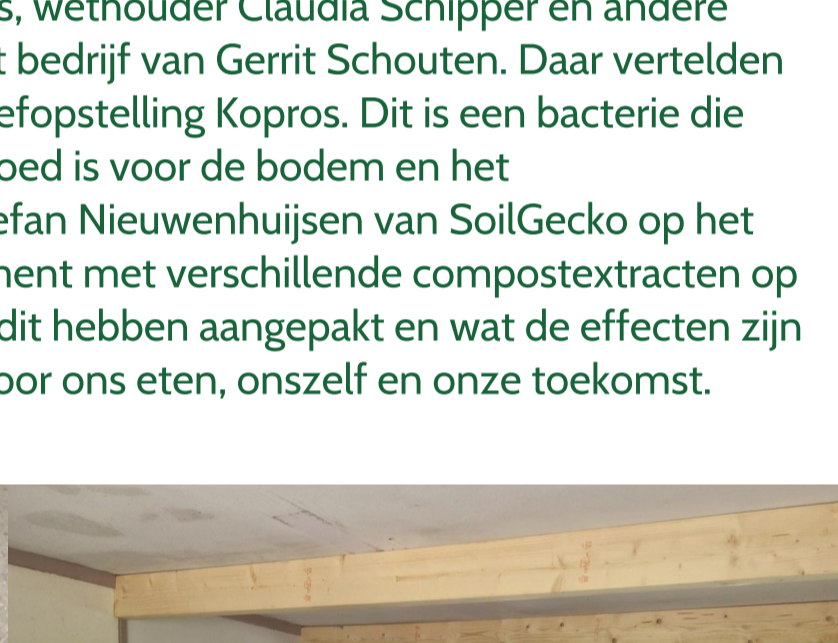 s, wethouder Claudia Schipper en andere
t bedrijf van Gerrit Schouten. Daar vertelden
efopstelling Kopros. Dit is een bacterie die
oed is voor de bodem en het
efan Nieuwenhuijsen van SoilGecko op het
ent met verschillende compostextracten op
dit hebben aangepakt en wat de effecten zijn
oor ons eten, onszelf en onze toekomst.